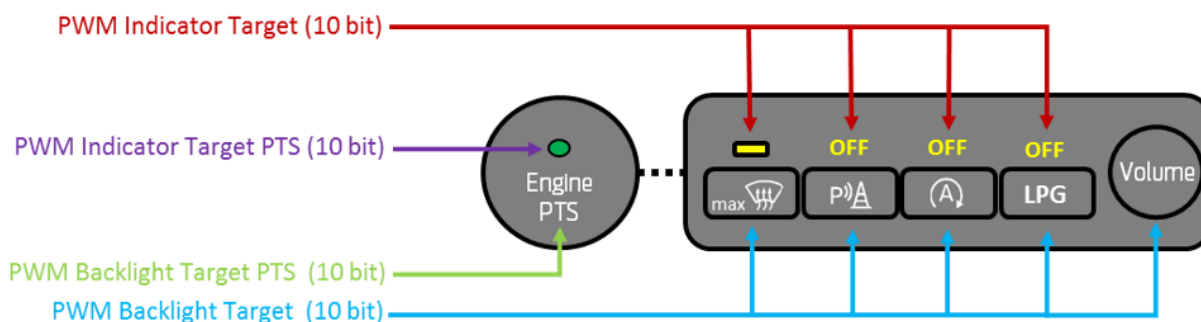 PWM Indicator Target (10 bit)
PWM Indicator Target PTS (10 bit)
OFF OFF OFF
Engine
PTS
max P A LPG Volume
PWM Backlight Target PTS (10 bit)
PWM Backlight Target (10 bit)